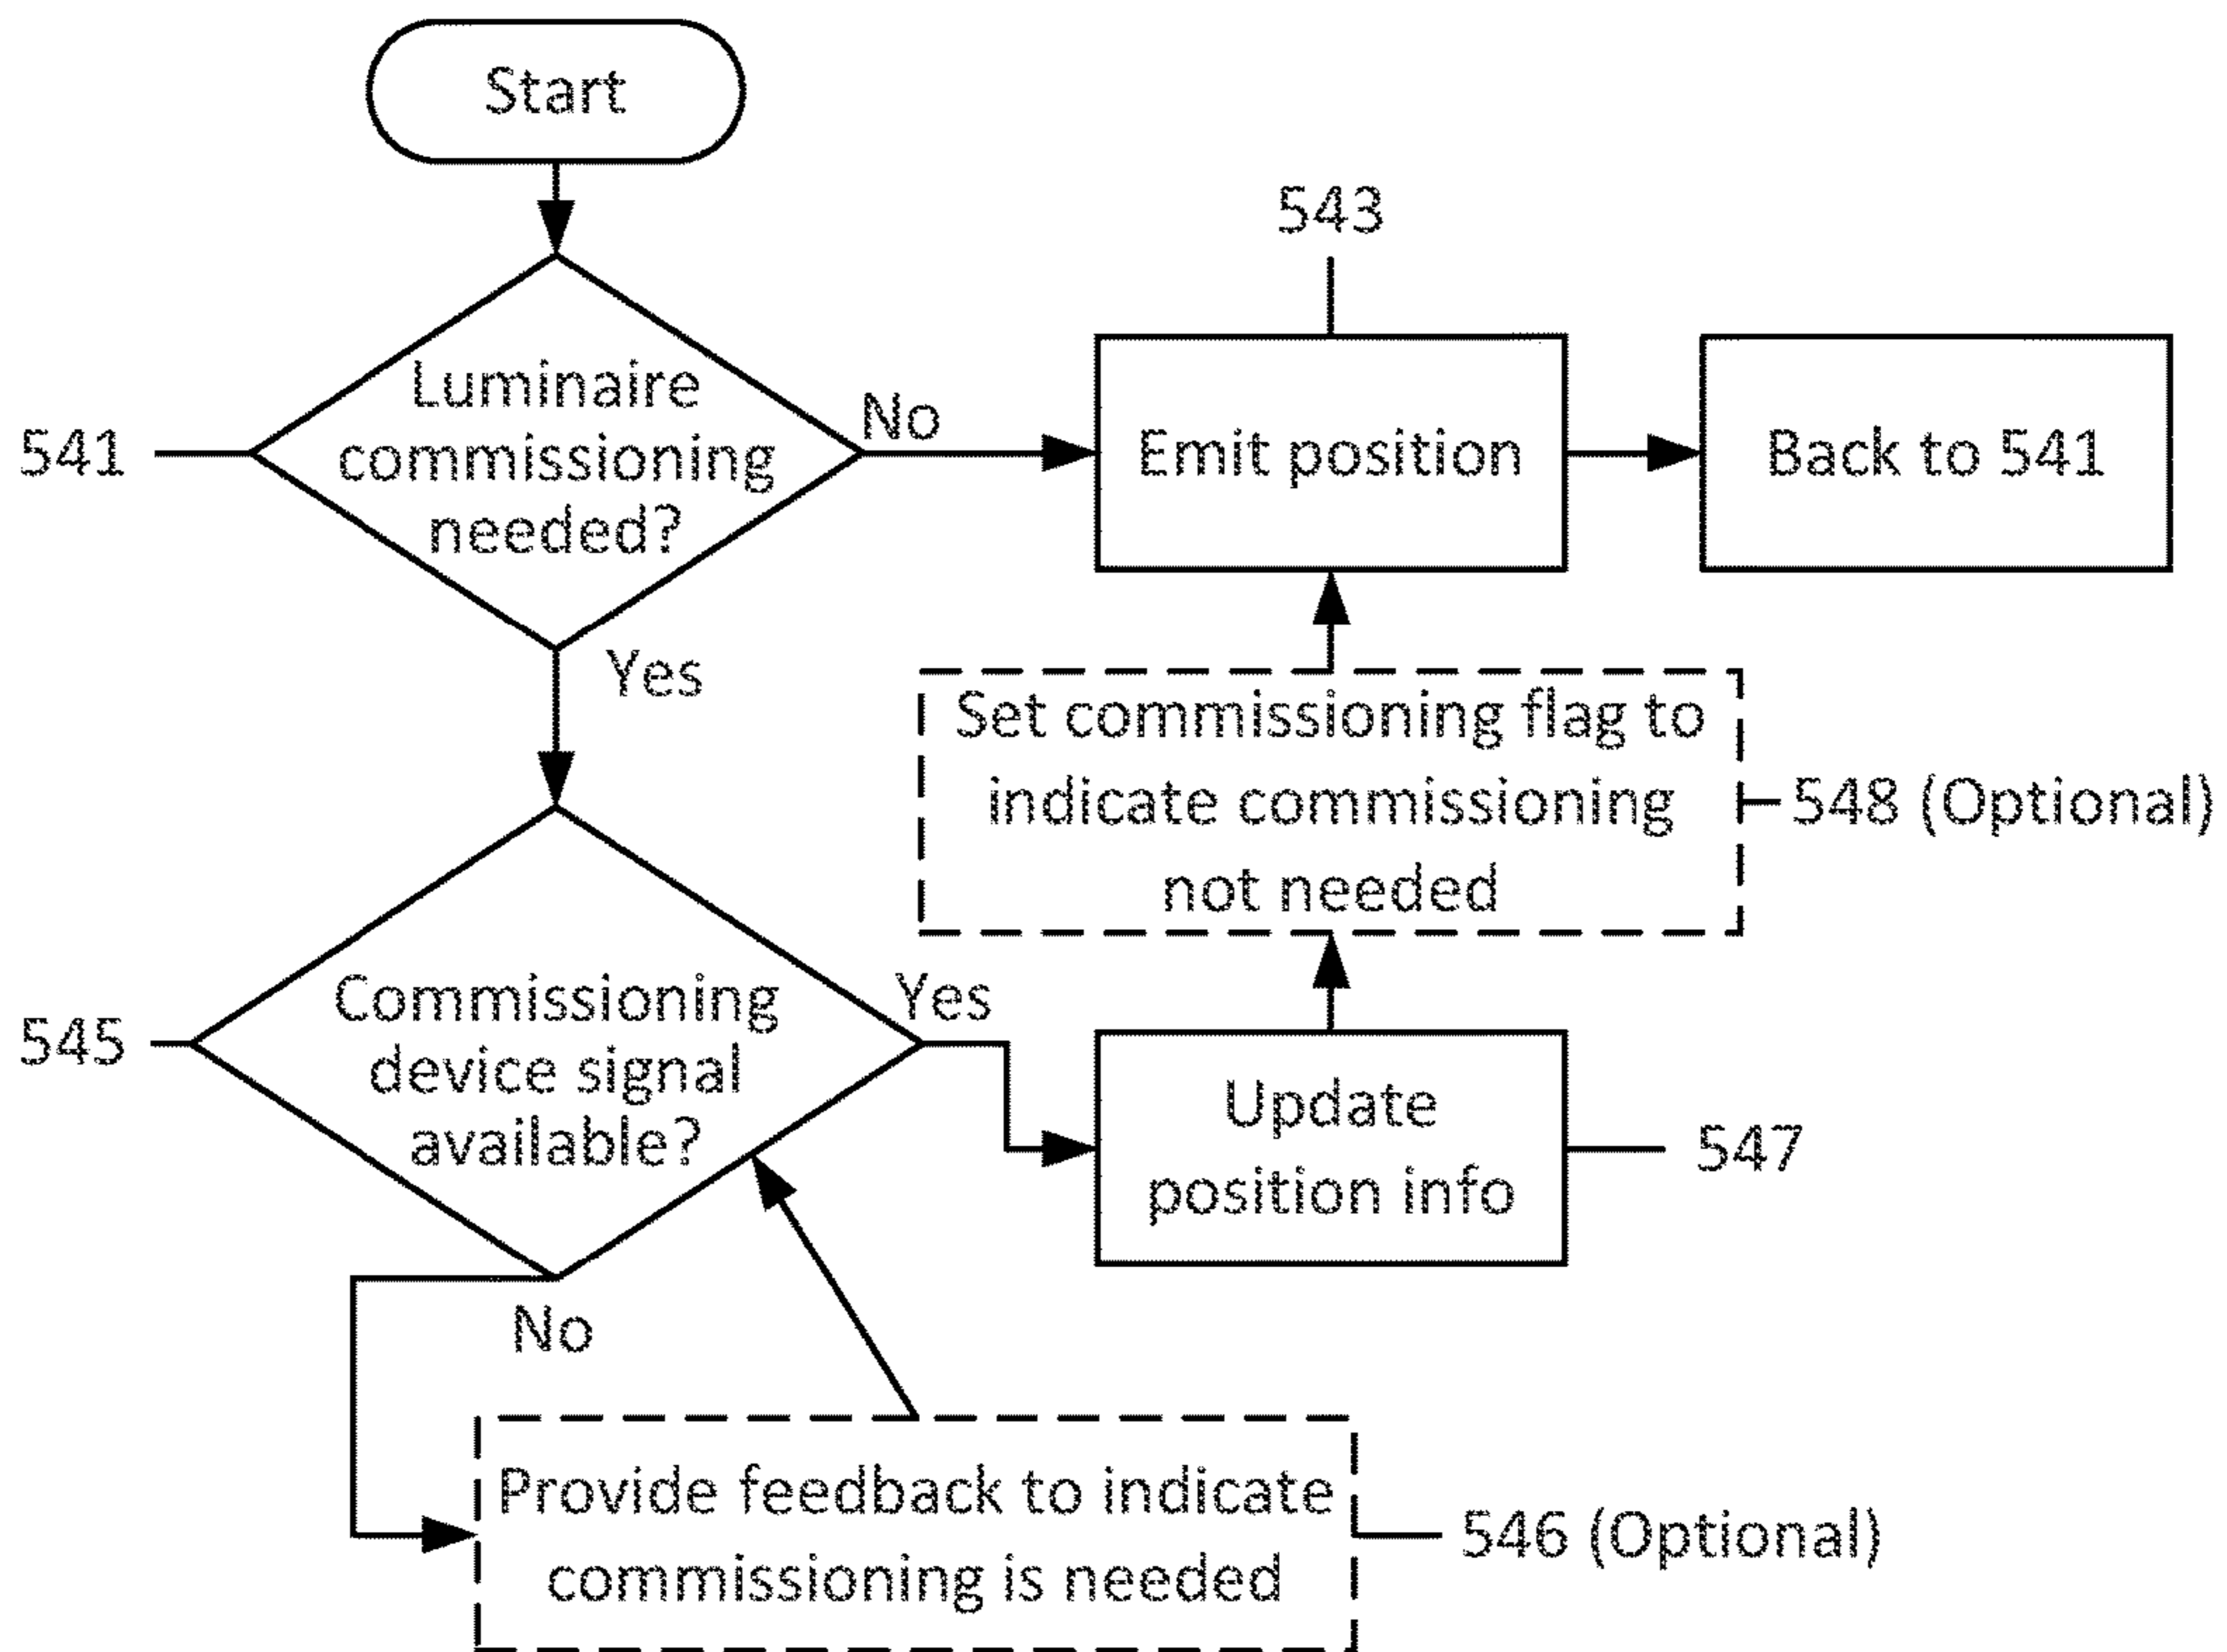 Start
543
541
Luminaire
commissioning
needed?
No
Emit position
Back to 541
Yes
Set commissioning flag to
indicate commissioning
not needed
548 (Optional)
545
Commissioning
device signal
available?
Yes
Update
position info
547
No
Provide feedback to indicate
commissioning is needed
546 (Optional)